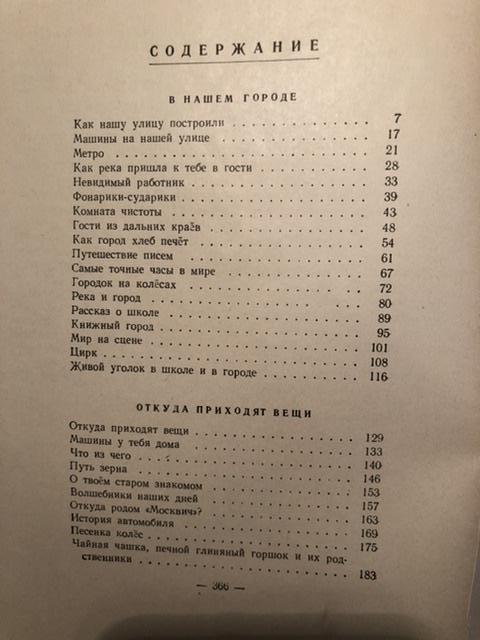 СОДЕРЖАНИЕ
В НАШЕМ ГОРОДЕ
Как нашу улицу построили . . . . . . . . . . . . 7
Машины на нашей улице . . . . . . . . . . . . 17
Метро . . . . . . . . . . . . 21
Как река пришла к тебе в гости . . . . . . . . . . . . 28
Невидимый работник . . . . . . . . . . . . 33
Фонарики-сударики . . . . . . . . . . . . 39
Комната чистоты . . . . . . . . . . . . 43
Гости из дальних краёв . . . . . . . . . . . . 48
Как город хлеб печёт . . . . . . . . . . . . 54
Путешествие писем . . . . . . . . . . . . 61
Самые точные часы в мире . . . . . . . . . . . . 67
Городок на колёсах . . . . . . . . . . . . 72
Река и город . . . . . . . . . . . . 80
Рассказ о школе . . . . . . . . . . . . 89
Книжный город . . . . . . . . . . . . 95
Мир на сцене . . . . . . . . . . . . 101
Цирк . . . . . . . . . . . . 108
Живой уголок в школе и в городе . . . . . . . . . . . . 116
ОТКУДА ПРИХОДЯТ ВЕЩИ
Откуда приходят вещи . . . . . . . . . . . . 129
Машины у тебя дома . . . . . . . . . . . . 133
Что из чего . . . . . . . . . . . . 140
Путь зерна . . . . . . . . . . . . 146
О твоём старом знакомом . . . . . . . . . . . . 153
Волшебники наших дней . . . . . . . . . . . . 157
Откуда родом «Москвич»? . . . . . . . . . . . . 163
История автомобиля . . . . . . . . . . . . 169
Песенка колёс . . . . . . . . . . . . 175
Чайная чашка, печной глиняный горшок и их род-
ственники . . . . . . . . . . . . 183
— 366 —